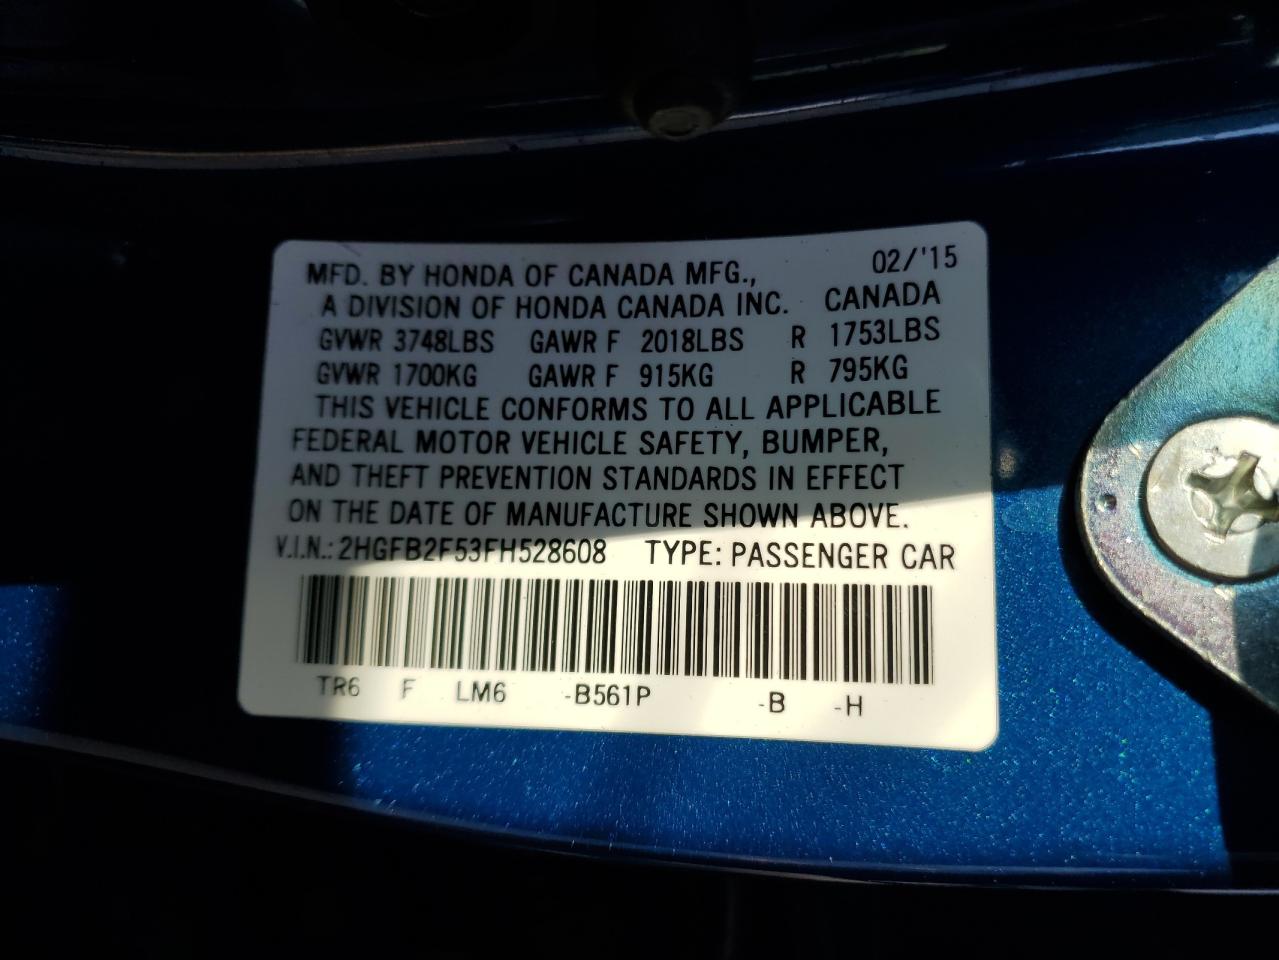 MFD. BY HONDA OF CANADA MFG., 02/'15
A DIVISION OF HONDA CANADA INC. CANADA
GVWR 3748LBS GAWR F 2018LBS R 1753LBS
GVWR 1700KG GAWR F 915KG R 795KG
THIS VEHICLE CONFORMS TO ALL APPLICABLE
FEDERAL MOTOR VEHICLE SAFETY, BUMPER,
AND THEFT PREVENTION STANDARDS IN EFFECT
ON THE DATE OF MANUFACTURE SHOWN ABOVE.
V.I.N.: 2HGFB2F53FH528608 TYPE: PASSENGER CAR
TR6 F LM6 -B561P -B -H